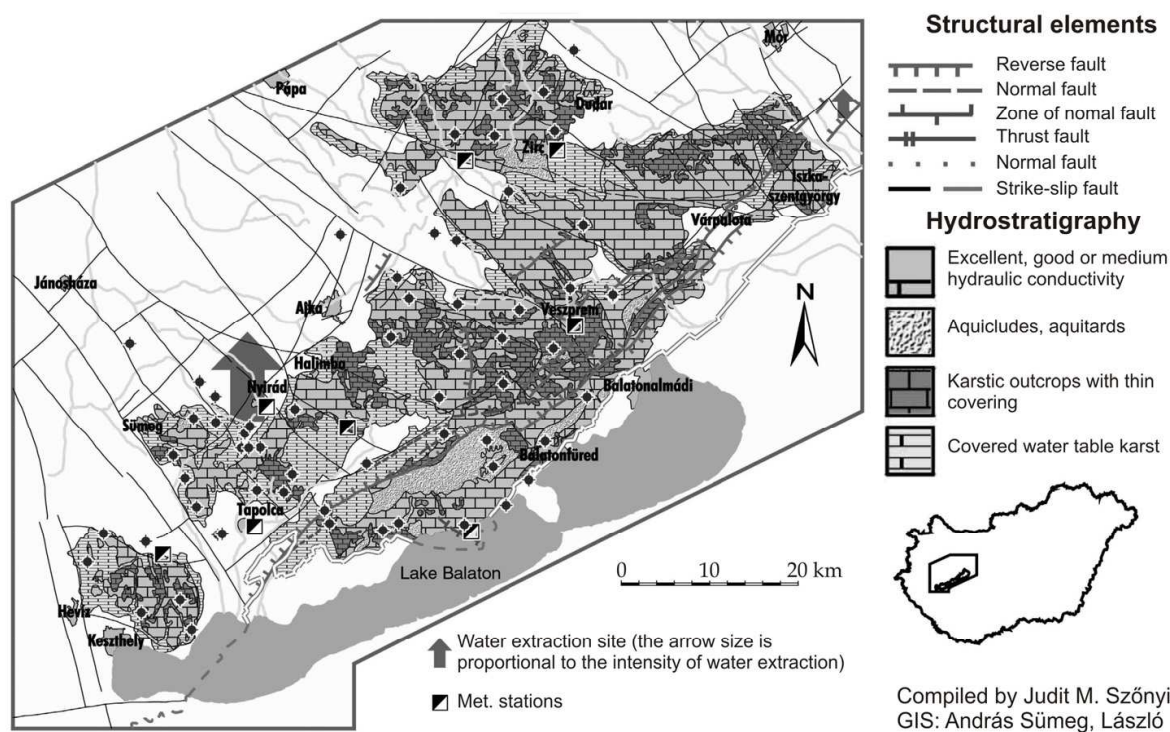 Mór
Pápa
Dudar
Zirc
Iszka-
szentgyörgy
Várpalota
Jánosháza
Ajka
Veszprem
N
Halimba
Nyirád
Balatonalmádi
Sümeg
Balatonfüred
Tapolca
Lake Balaton
0 10 20 km
Hévíz
Keszthely
Water extraction site (the arrow size is
proportional to the intensity of water extraction)
Met. stations
Structural elements
Reverse fault
Normal fault
Zone of nomal fault
Thrust fault
Normal fault
Strike-slip fault
Hydrostratigraphy
Excellent, good or medium
hydraulic conductivity
Aquicludes, aquitards
Karstic outcrops with thin
covering
Covered water table karst
Compiled by Judit M. Szőnyi
GIS: András Sümeg, László